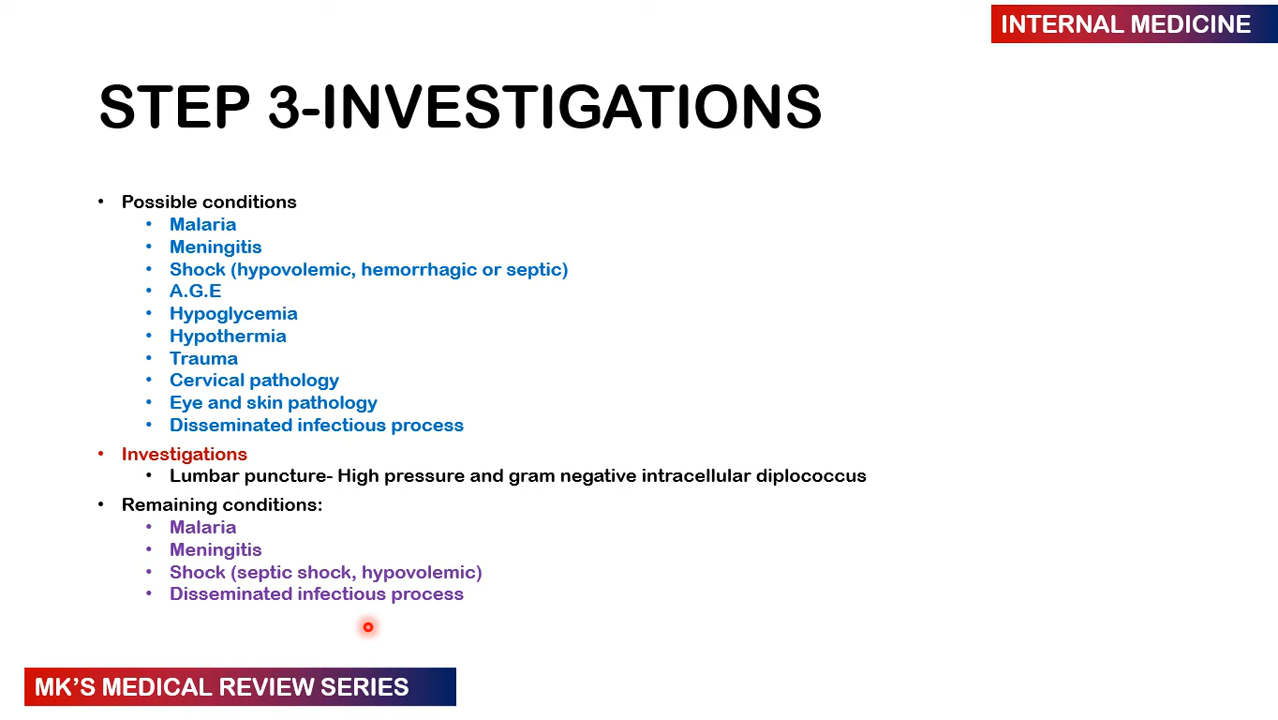 INTERNAL MEDICINE
STEP 3-INVESTIGATIONS
• Possible conditions
• Malaria
• Meningitis
• Shock (hypovolemic, hemorrhagic or septic)
• A.G.E
• Hypoglycemia
• Hypothermia
• Trauma
• Cervical pathology
• Eye and skin pathology
• Disseminated infectious process
• Investigations
• Lumbar puncture- High pressure and gram negative intracellular diplococcus
• Remaining conditions:
• Malaria
• Meningitis
• Shock (septic shock, hypovolemic)
• Disseminated infectious process
MK'S MEDICAL REVIEW SERIES